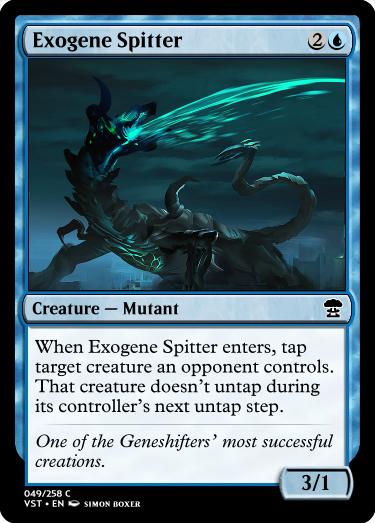 Exogene Spitter 2
Creature — Mutant
When Exogene Spitter enters, tap
target creature an opponent controls.
That creature doesn't untap during
its controller's next untap step.
One of the Geneshifters' most successful
creations.
3/1
049/258 C
VST • EN SIMON BOXER